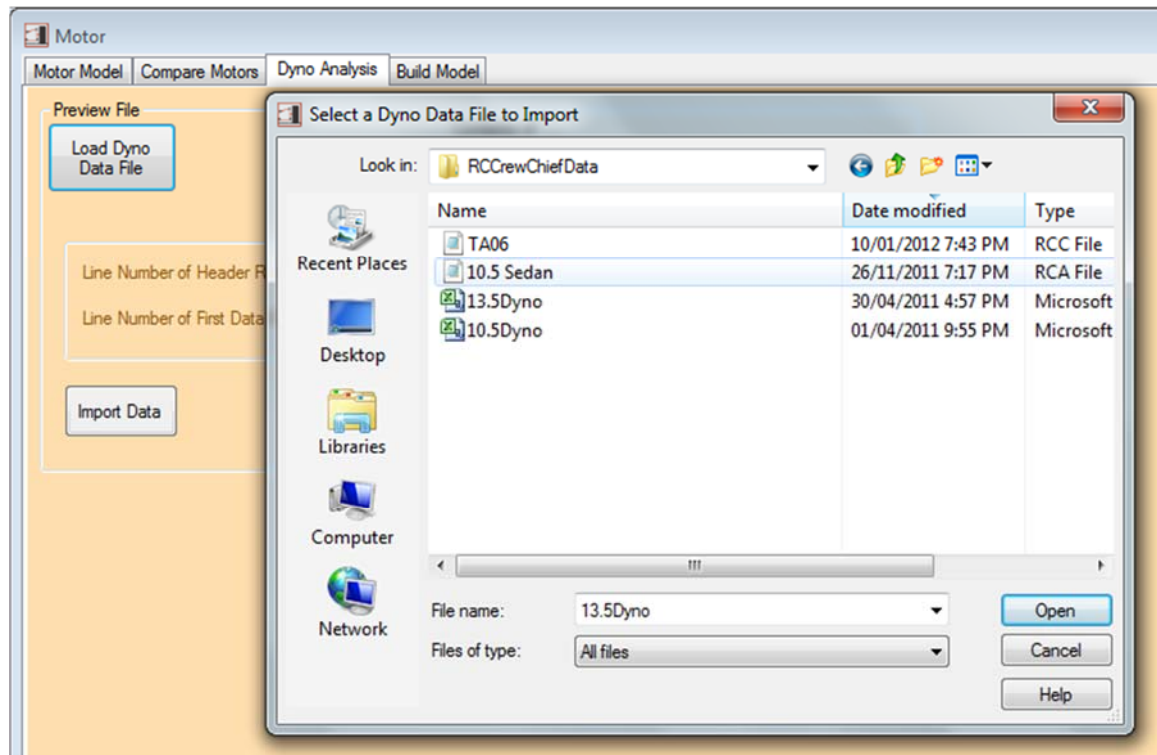 Motor
Motor Model Compare Motors Dyno Analysis Build Model
Preview File
Load Dyno
Data File
Line Number of Header R
Line Number of First Data
Import Data
Select a Dyno Data File to Import
Look in: RCCrewChiefData
Recent Places
Desktop
Libraries
Computer
Network
Name Date modified Type
TA06 10/01/2012 7:43 PM RCC File
10.5 Sedan 26/11/2011 7:17 PM RCA File
13.5Dyno 30/04/2011 4:57 PM Microsoft
10.5Dyno 01/04/2011 9:55 PM Microsoft
File name: 13.5Dyno Open
Files of type: All files Cancel
Help